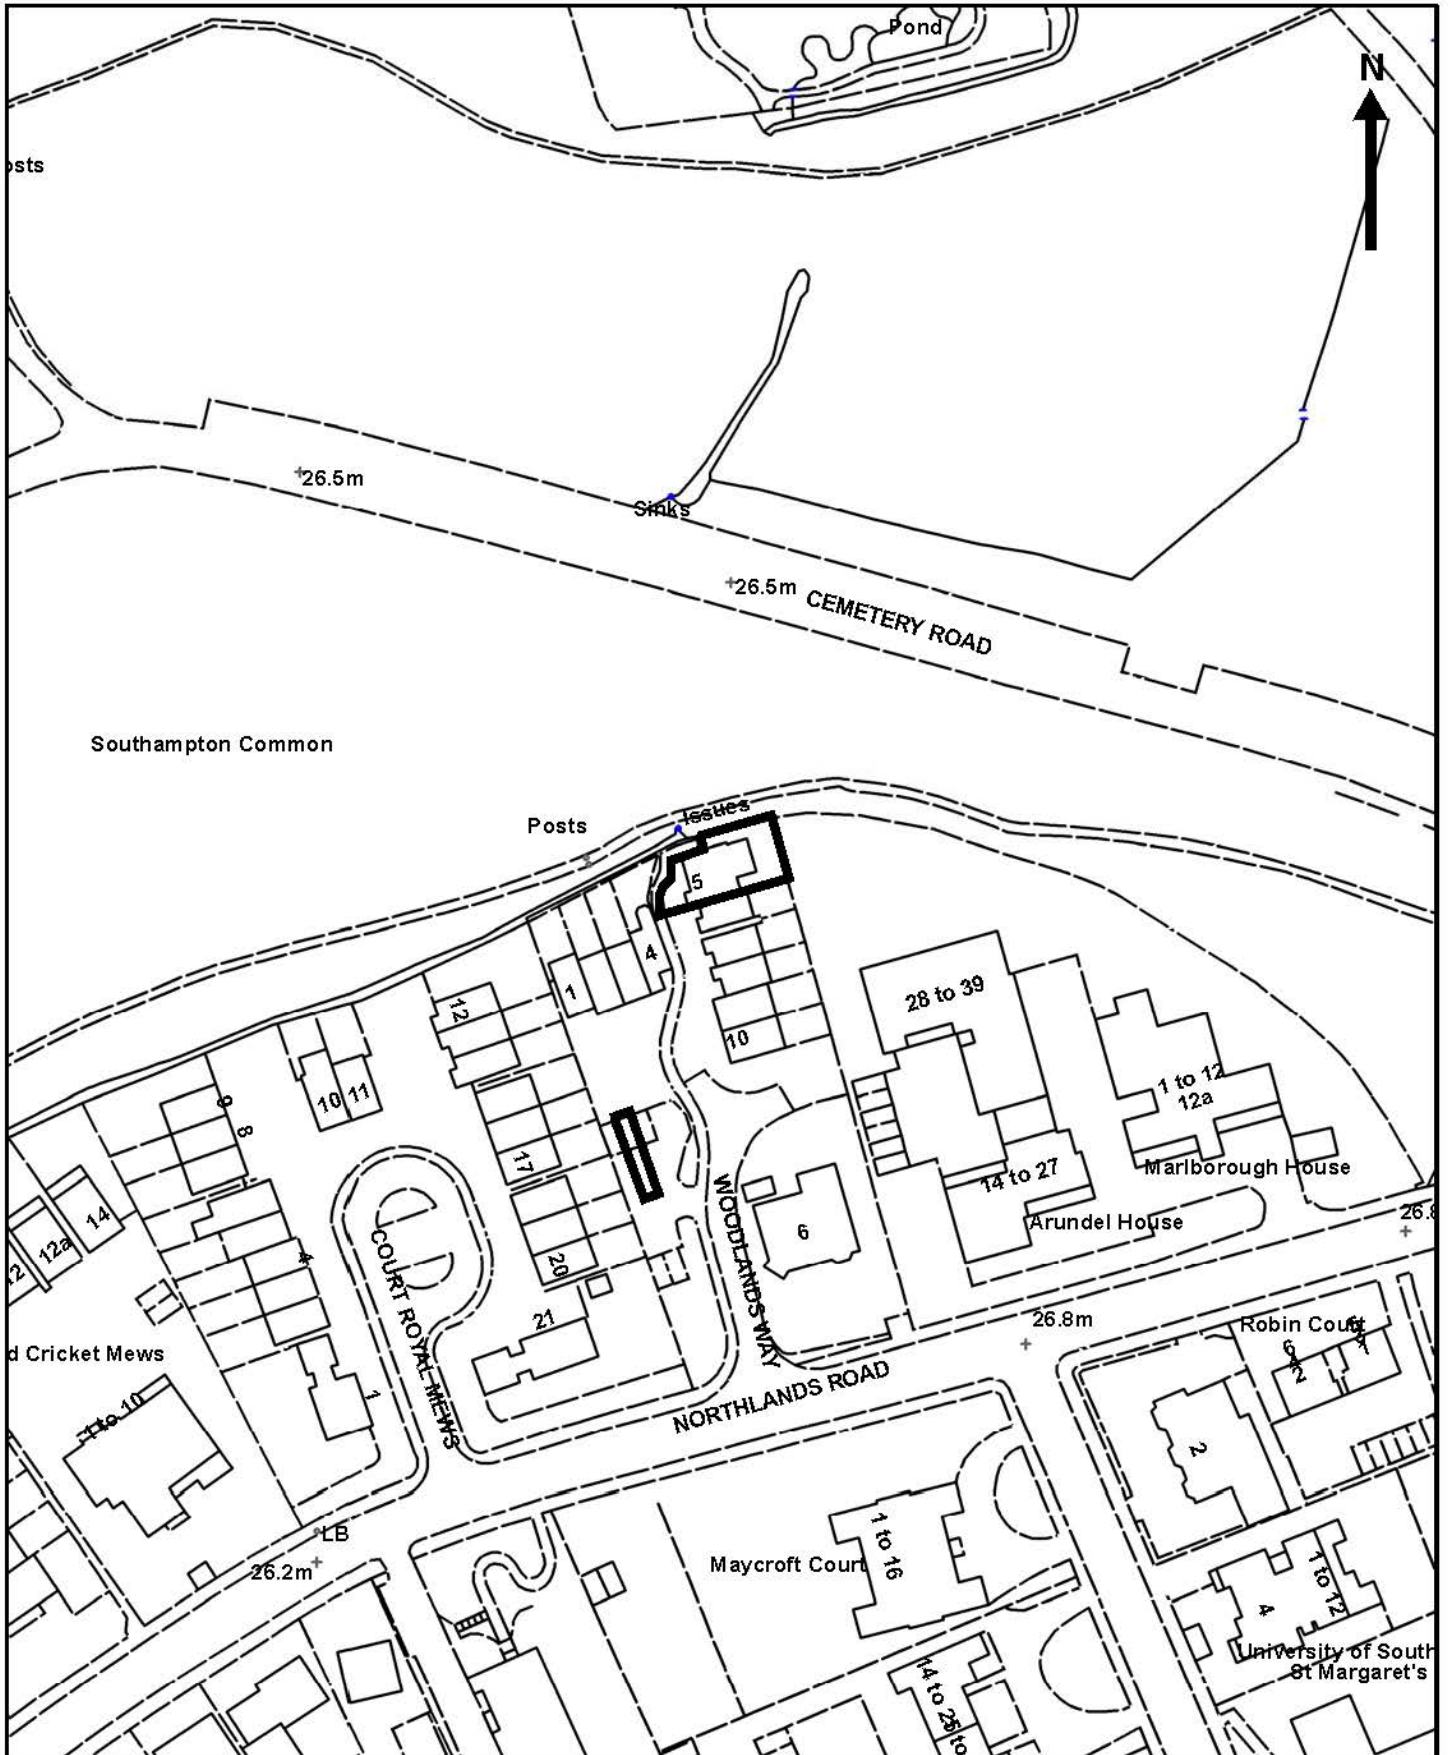 Pond
N
osts
26.5m
Sinks
26.5m
CEMETERY ROAD
Southampton Common
Issues
Posts
5
4
1
12
28 to 39
10
1 to 12
12a
9
8
10
11
17
14 to 27
Marlborough House
14
12a
12
4
COURT ROYAL MEWS
20
WOODLANDS WAY
6
Arundel House
26.8
21
26.8m
Robin Court
d Cricket Mews
1 to 10
1
NORTHLANDS ROAD
2
LB
26.2m
Maycroft Court
1 to 16
4
1 to 12
University of South
St Margaret's
14 to 25
to